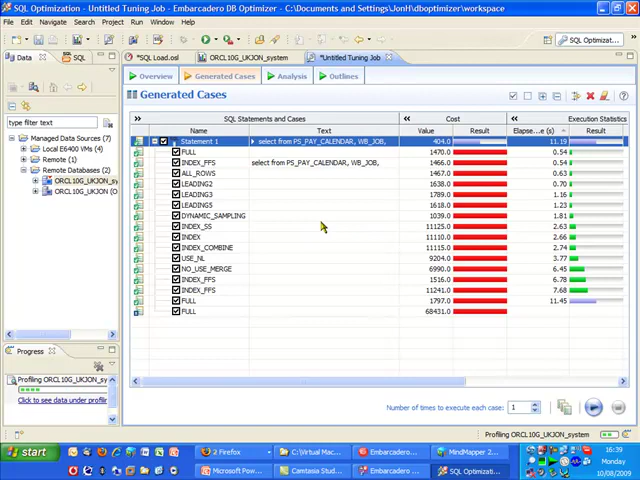 SQL Optimization - Untitled Tuning Job - Embarcadero DB Optimizer - C:\Documents and Settings\JonH\dboptimizer\workspace
File Edit Navigate Search Project Run Window Help
SQL Optimizat...
Data SQL
*SQL Load.osl ORCL10G_UKJON_system *Untitled Tuning Job
Overview Generated Cases Analysis Outlines
Generated Cases
type filter text
Managed Data Sources (7)
Local E6400 VMs (4)
Remote (1)
Remote Databases (2)
ORCL10G_UKJON_sy
ORCL10G_UKJON (O
SQL Statements and Cases Cost Execution Statistics
Name Text Value Result Elapse...e (s) Result
Statement 1 select from PS_PAY_CALENDAR, WB_JOB, 404.0 11.19
FULL 1470.0 0.54
INDEX_FFS select from PS_PAY_CALENDAR, WB_JOB, 1466.0 0.54
ALL_ROWS 1467.0 0.63
LEADING2 1638.0 0.70
LEADING3 1789.0 1.16
LEADING5 1618.0 1.23
DYNAMIC_SAMPLING 1039.0 1.81
INDEX_SS 11125.0 2.63
INDEX 11110.0 2.66
INDEX_COMBINE 11115.0 2.74
USE_NL 9204.0 3.77
NO_USE_MERGE 6990.0 6.45
INDEX_FFS 1516.0 6.78
INDEX_FFS 11241.0 7.68
FULL 1797.0 11.45
FULL 68431.0
Progress
Profiling ORCL10G_UKJON_sy
Click to see data under profilin
Number of times to execute each case: 1
Profiling ORCL10G_UKJON_system
start 2 Firefox C:\Virtual Mac... Embarcadero ... MindMapper 2... 16:39
Monday
Microsoft Pow... Camtasia Stud... Embarcadero ... SQL Optimizati... 10/08/2009